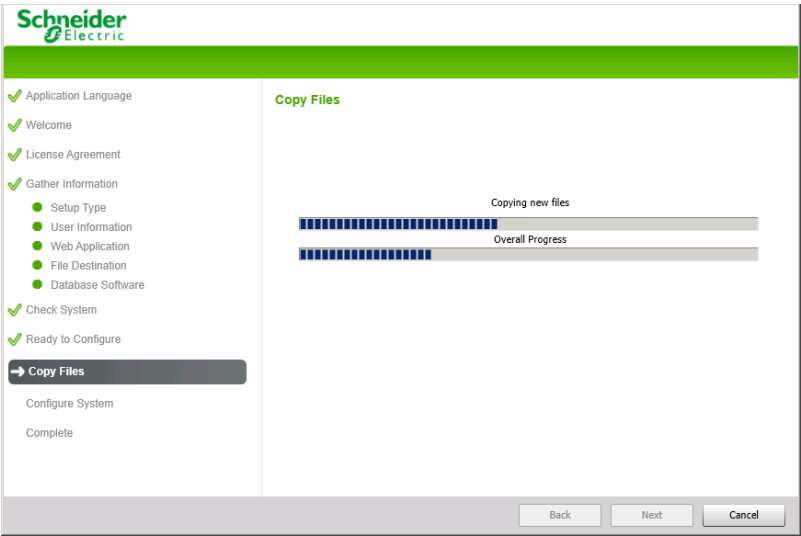 Schneider
Electric
Application Language
Welcome
License Agreement
Gather Information
Setup Type
User Information
Web Application
File Destination
Database Software
Check System
Ready to Configure
Copy Files
Configure System
Complete
Copy Files
Copying new files
Overall Progress
Back Next Cancel